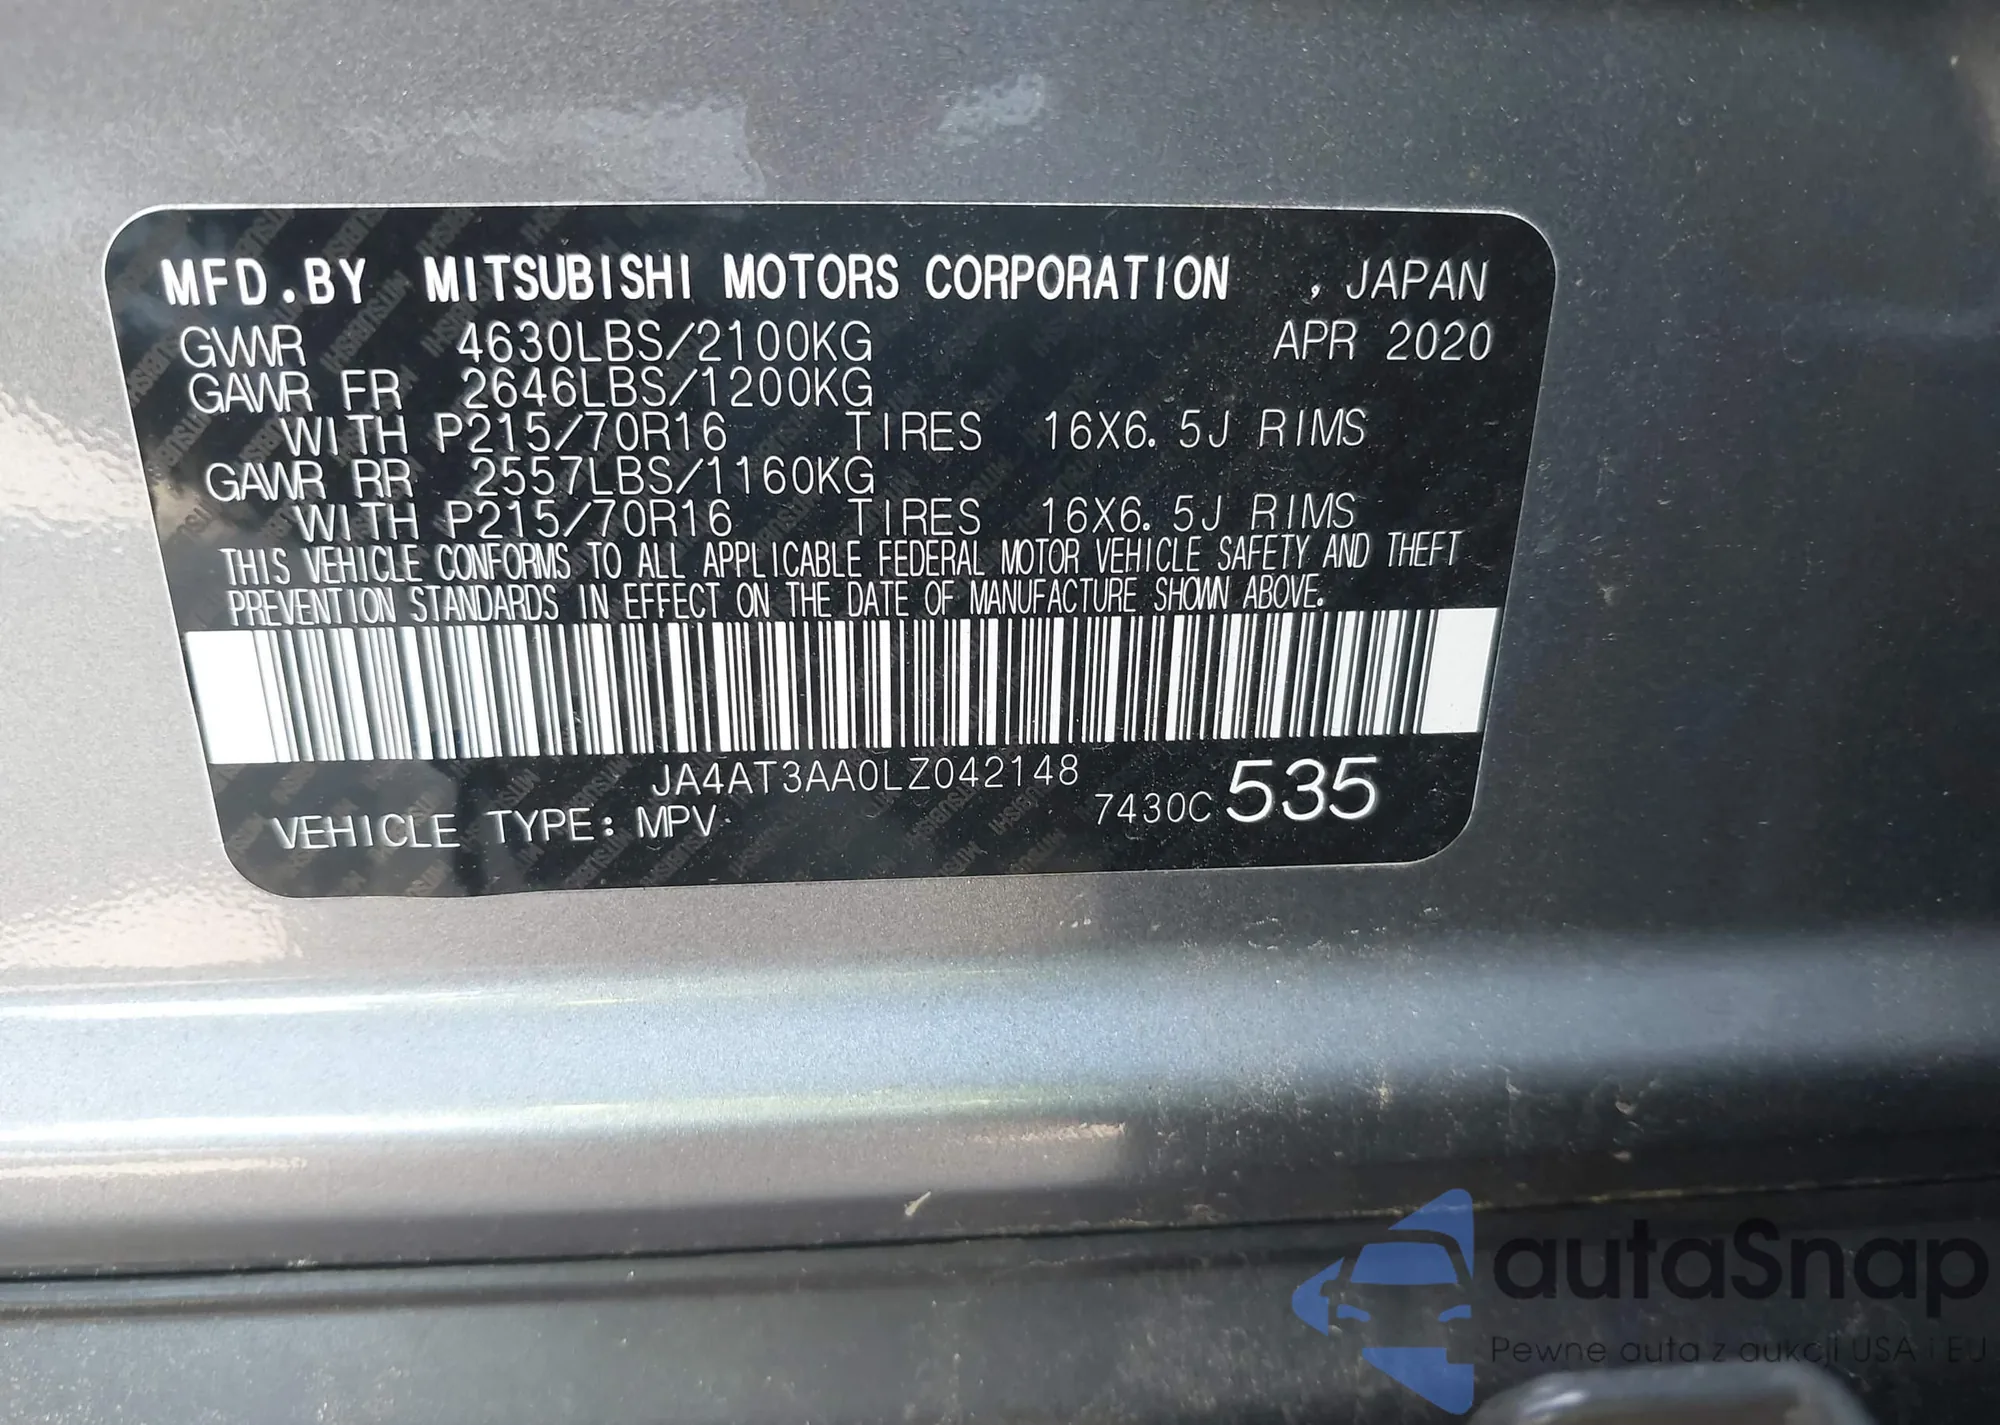 MFD.BY MITSUBISHI MOTORS CORPORATION , JAPAN
GVWR 4630LBS/2100KG APR 2020
GAWR FR 2646LBS/1200KG
WITH P215/70R16 TIRES 16X6.5J RIMS
GAWR RR 2557LBS/1160KG
WITH P215/70R16 TIRES 16X6.5J RIMS
THIS VEHICLE CONFORMS TO ALL APPLICABLE FEDERAL MOTOR VEHICLE SAFETY AND THEFT
PREVENTION STANDARDS IN EFFECT ON THE DATE OF MANUFACTURE SHOWN ABOVE.
JA4AT3AA0LZ042148
VEHICLE TYPE: MPV 7430C 535
autaSnap
Pewne auta z aukcji USA i EU